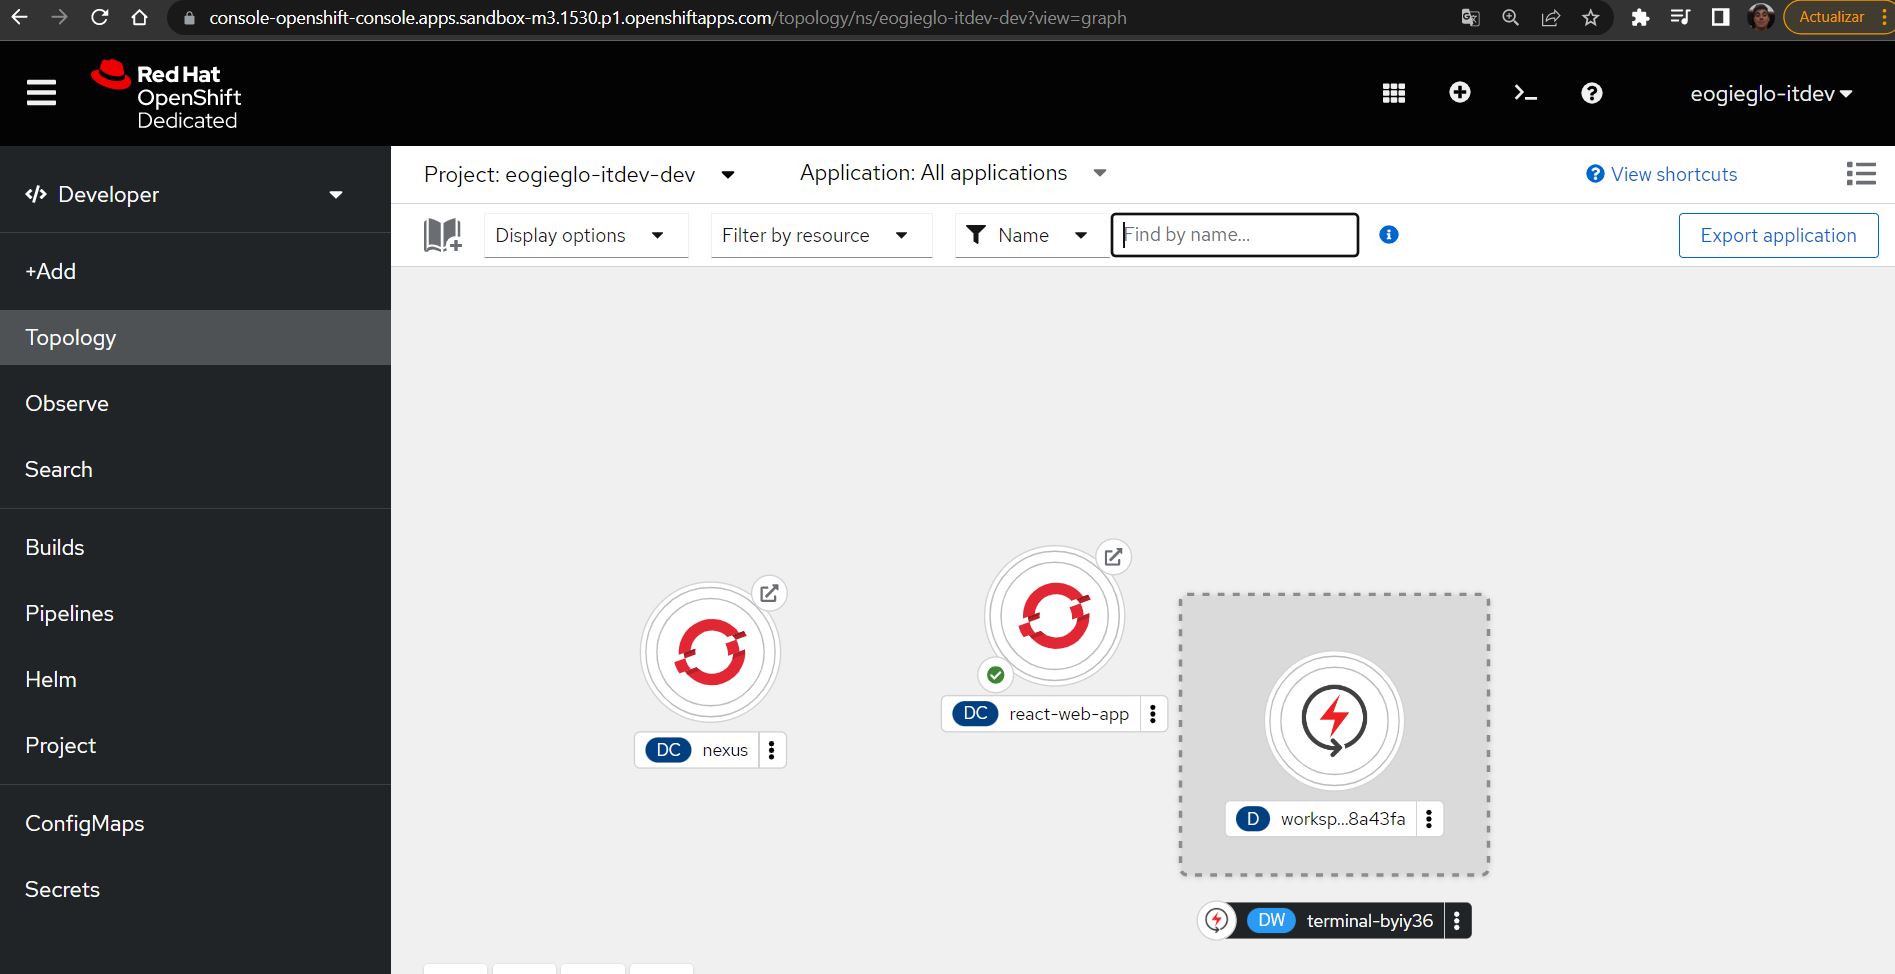 console-openshift-console.apps.sandbox-m3.1530.p1.openshiftapps.com/topology/ns/eogieglo-itdev-dev?view=graph
Actualizar
Red Hat
OpenShift
Dedicated
eogieglo-itdev
Developer
+Add
Topology
Observe
Search
Builds
Pipelines
Helm
Project
ConfigMaps
Secrets
Project: eogieglo-itdev-dev
Application: All applications
View shortcuts
Display options
Filter by resource
Name
Find by name...
Export application
DC nexus
DC react-web-app
D worksp...8a43fa
DW terminal-byiy36